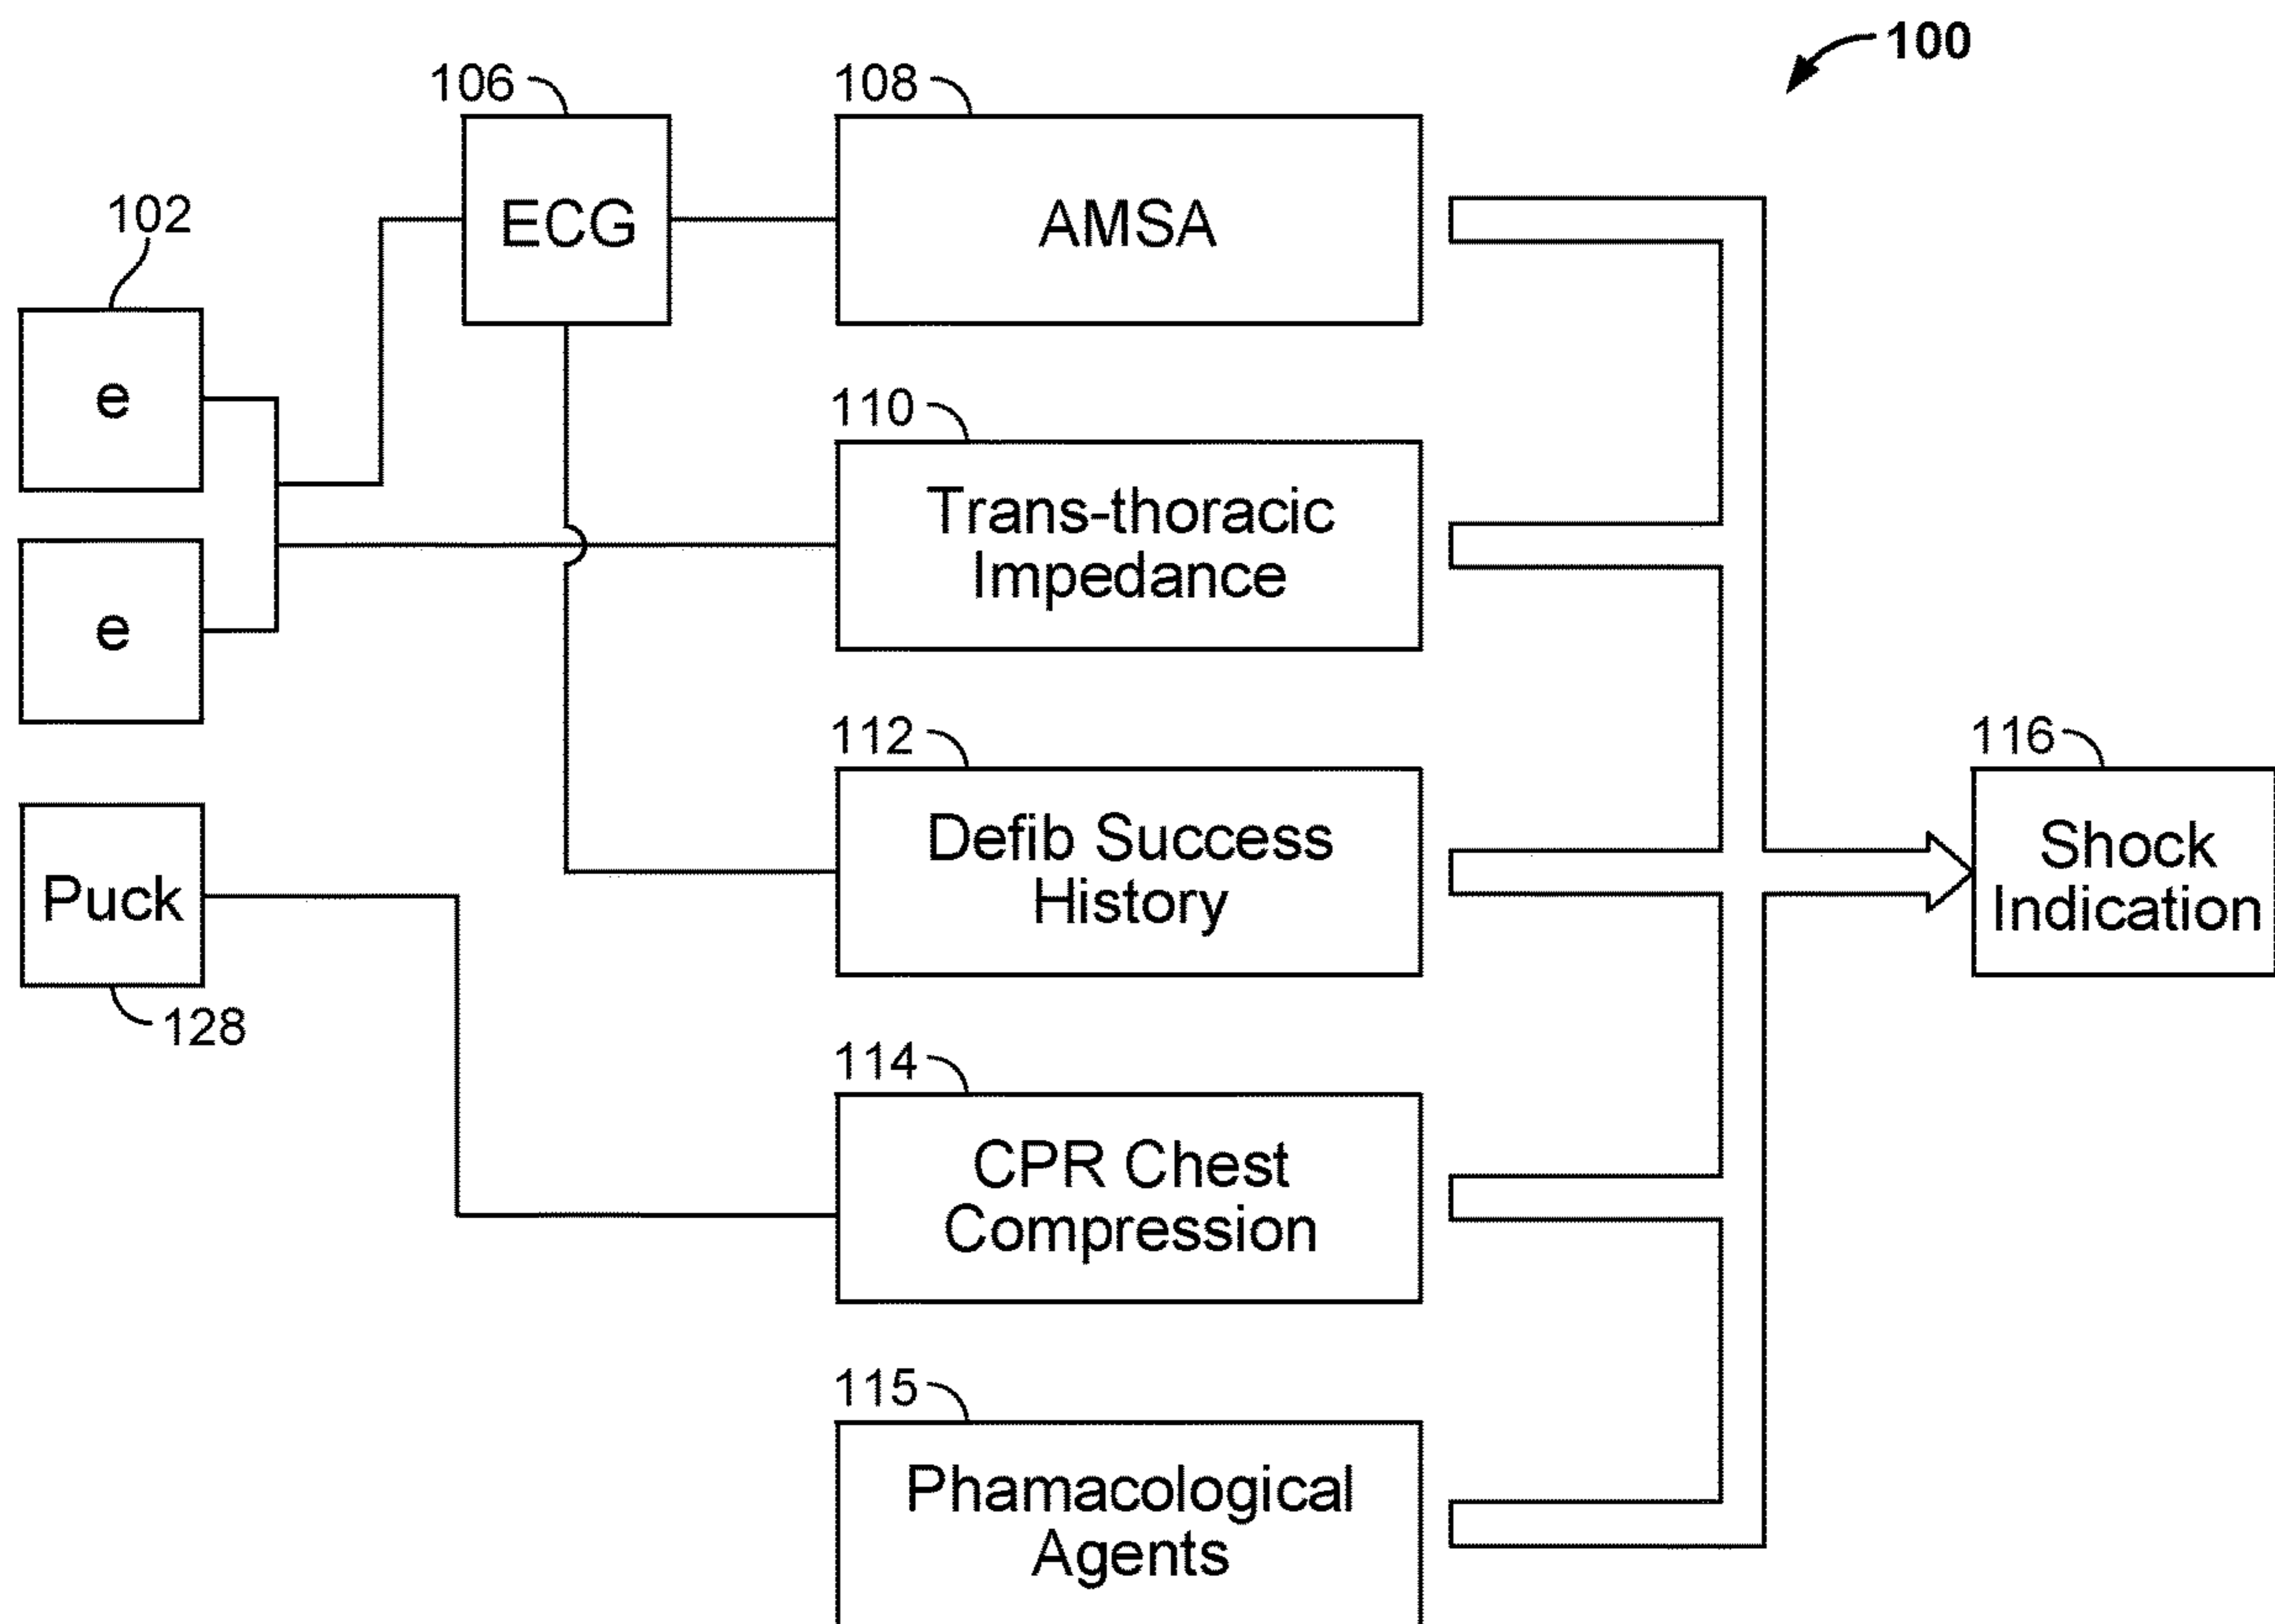 100
106
108
ECG
AMSA
102
e
110
Trans-thoracic
Impedance
e
112
Defib Success
History
116
Shock
Indication
Puck
128
114
CPR Chest
Compression
115
Phamacological
Agents